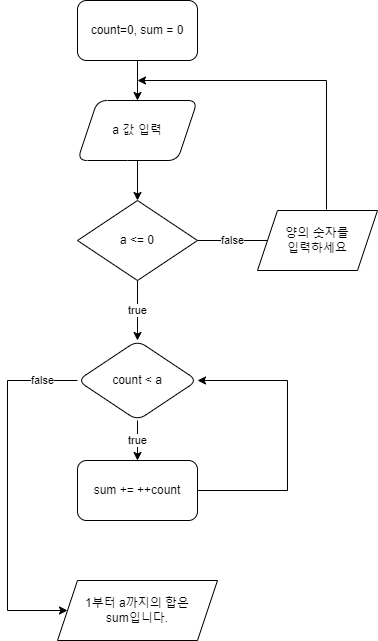 count=0, sum = 0
a 값 입력
a <= 0
false
양의 숫자를
입력하세요
true
count < a
false
true
sum += ++count
1부터 a까지의 합은
sum입니다.